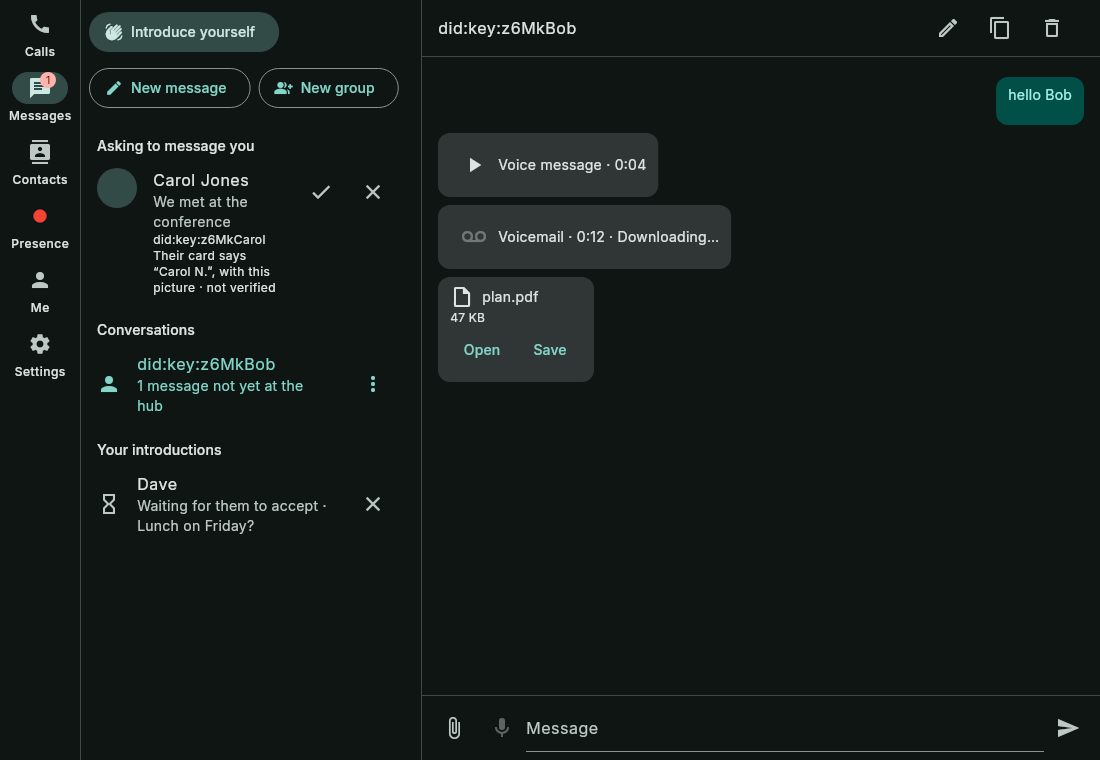 Calls
1
Messages
Contacts
Presence
Me
Settings
Introduce yourself
New message
New group
Asking to message you
Carol Jones
We met at the
conference
did:key:z6MkCarol
Their card says
“Carol N.”, with this
picture · not verified
Conversations
did:key:z6MkBob
1 message not yet at the
hub
Your introductions
Dave
Waiting for them to accept ·
Lunch on Friday?
did:key:z6MkBob
hello Bob
Voice message · 0:04
Voicemail · 0:12 · Downloading…
plan.pdf
47 KB
Open
Save
Message